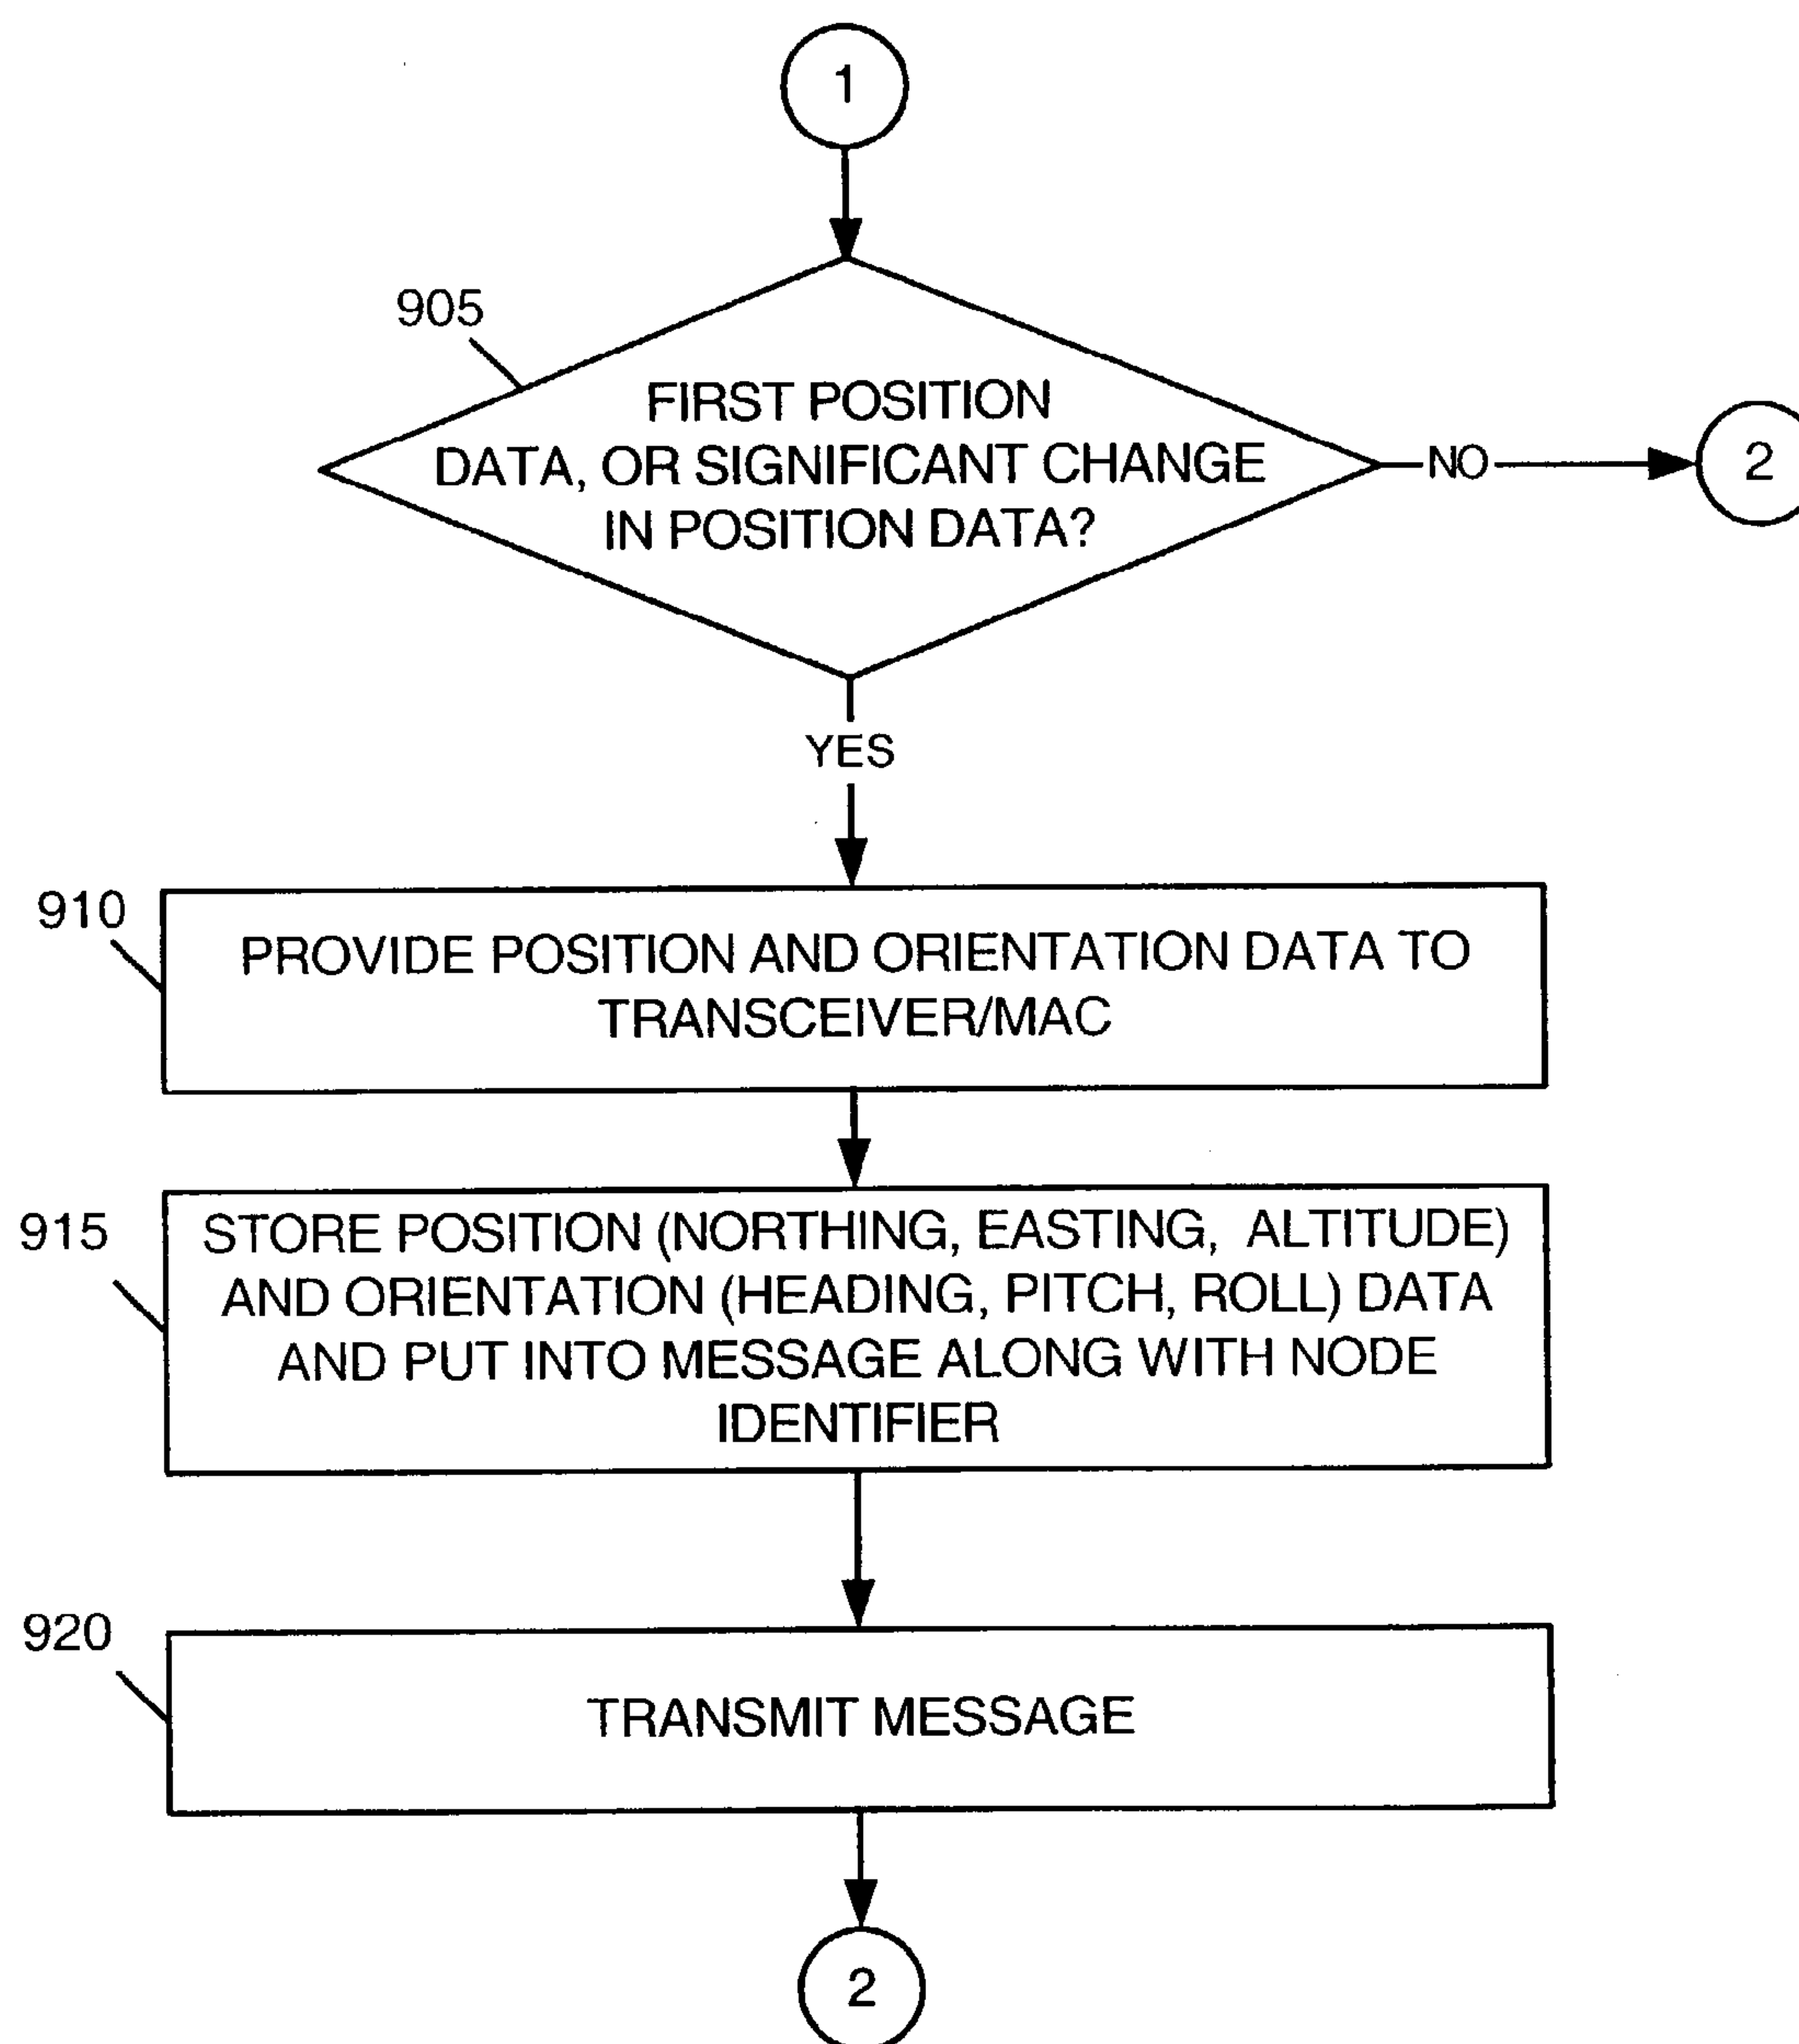 1
905
FIRST POSITION
DATA, OR SIGNIFICANT CHANGE
IN POSITION DATA?
NO
2
YES
910
PROVIDE POSITION AND ORIENTATION DATA TO
TRANSCEIVER/MAC
915
STORE POSITION (NORTHING, EASTING, ALTITUDE)
AND ORIENTATION (HEADING, PITCH, ROLL) DATA
AND PUT INTO MESSAGE ALONG WITH NODE
IDENTIFIER
920
TRANSMIT MESSAGE
2